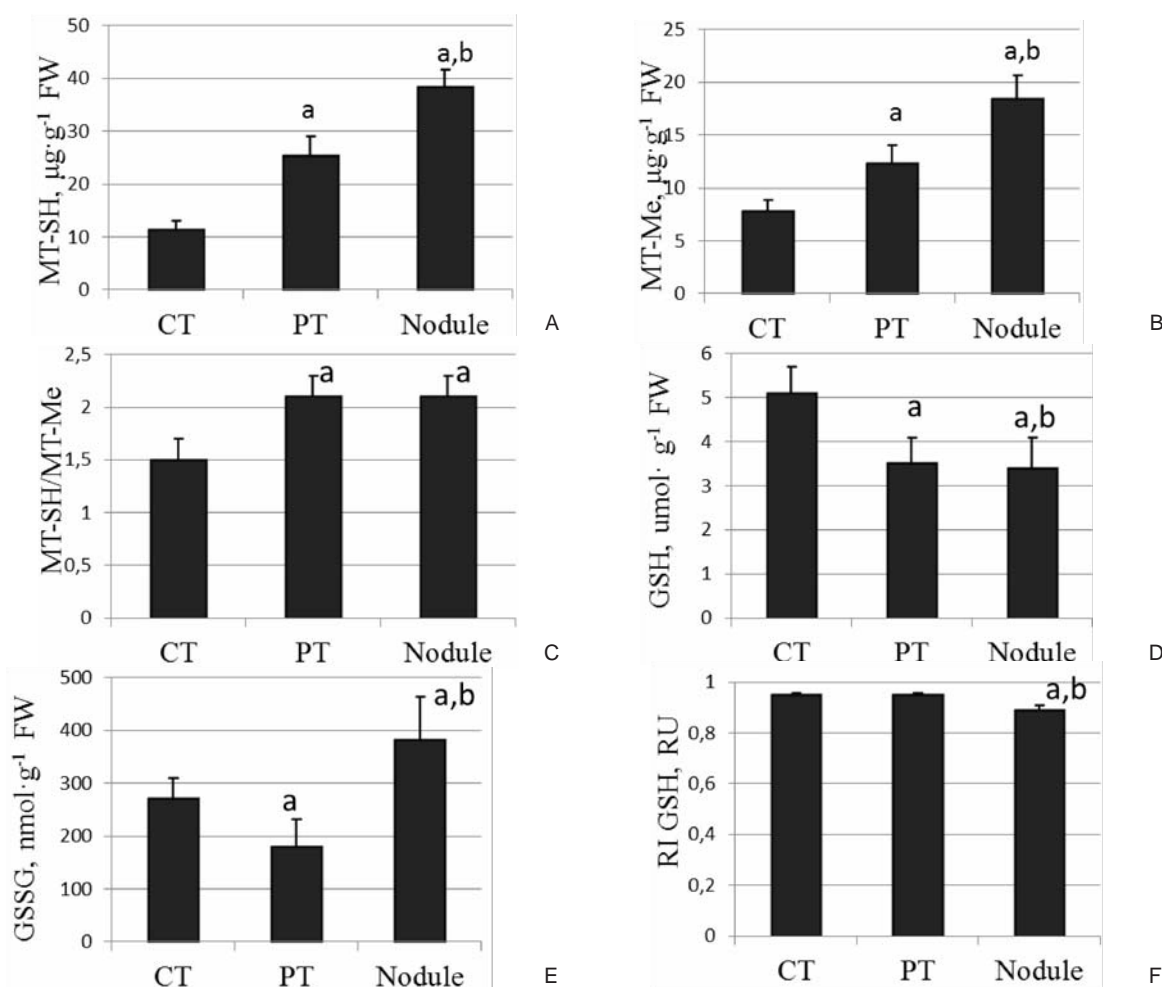 MT-SH, µg·g⁻¹ FW
50
40
30
20
10
0
a
a,b
CT PT Nodule
A
MT-Me, µg·g⁻¹ FW
25
20
15
10
5
0
a
a,b
CT PT Nodule
B
MT-SH/MT-Me
2,5
2
1,5
1
0,5
0
a
a
CT PT Nodule
C
GSH, umol· g⁻¹ FW
6
5
4
3
2
1
0
a
a,b
CT PT Nodule
D
GSSG, nmol·g⁻¹ FW
500
400
300
200
100
0
a
a,b
CT PT Nodule
E
RI GSH, RU
1
0,8
0,6
0,4
0,2
0
a,b
CT PT Nodule
F